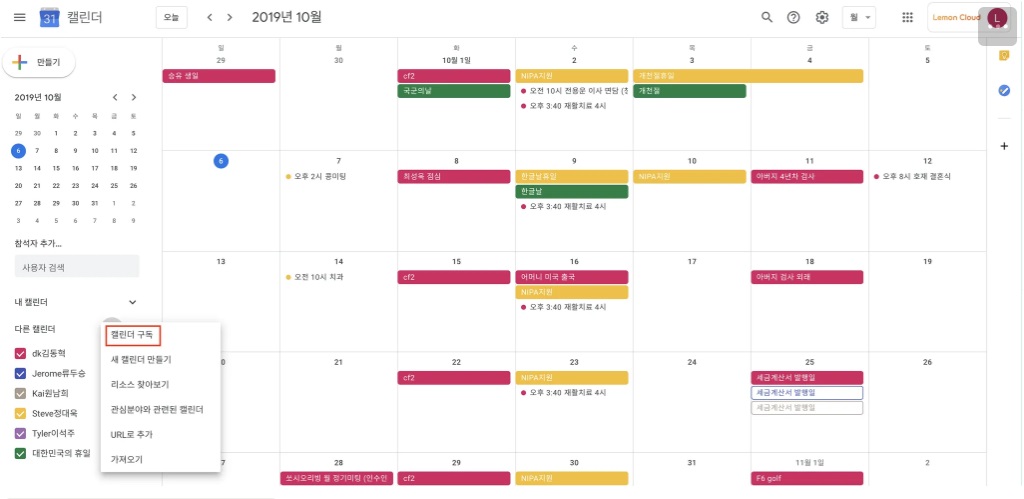 31 캘린더 오늘 2019년 10월 월 Lemon Cloud L
만들기
2019년 10월
일 월 화 수 목 금 토
29 30 1 2 3 4 5
6 7 8 9 10 11 12
13 14 15 16 17 18 19
20 21 22 23 24 25 26
27 28 29 30 31 1 2
3 4 5 6 7 8 9
참석자 추가...
사용자 검색
내 캘린더
다른 캘린더
dk김동혁
Jerome류두승
Kai원남희
Steve정대욱
Tyler이석주
대한민국의 휴일
캘린더 구독
새 캘린더 만들기
리소스 찾아보기
관심분야와 관련된 캘린더
URL로 추가
가져오기
일 월 화 수 목 금 토
29 30 10월 1일 2 3 4 5
승유 생일 cf2 NIPA지원 개천절휴일
국군의날 오전 10시 전용운 이사 면담 개천절
오후 3:40 재활치료 4시
6 7 8 9 10 11 12
오후 2시 콩미팅 최성욱 점심 한글날휴일 NIPA지원 아버지 4년차 검사 오후 8시 호재 결혼식
한글날
오후 3:40 재활치료 4시
13 14 15 16 17 18 19
오전 10시 치과 cf2 어머니 미국 출국 아버지 검사 외래
NIPA지원
오후 3:40 재활치료 4시
0 21 22 23 24 25 26
cf2 NIPA지원 세금계산서 발행일
오후 3:40 재활치료 4시 세금계산서 발행일
세금계산서 발행일
7 28 29 30 31 11월 1일 2
쏘시오리빙 월 정기미팅 (인수인 cf2 NIPA지원 F6 golf